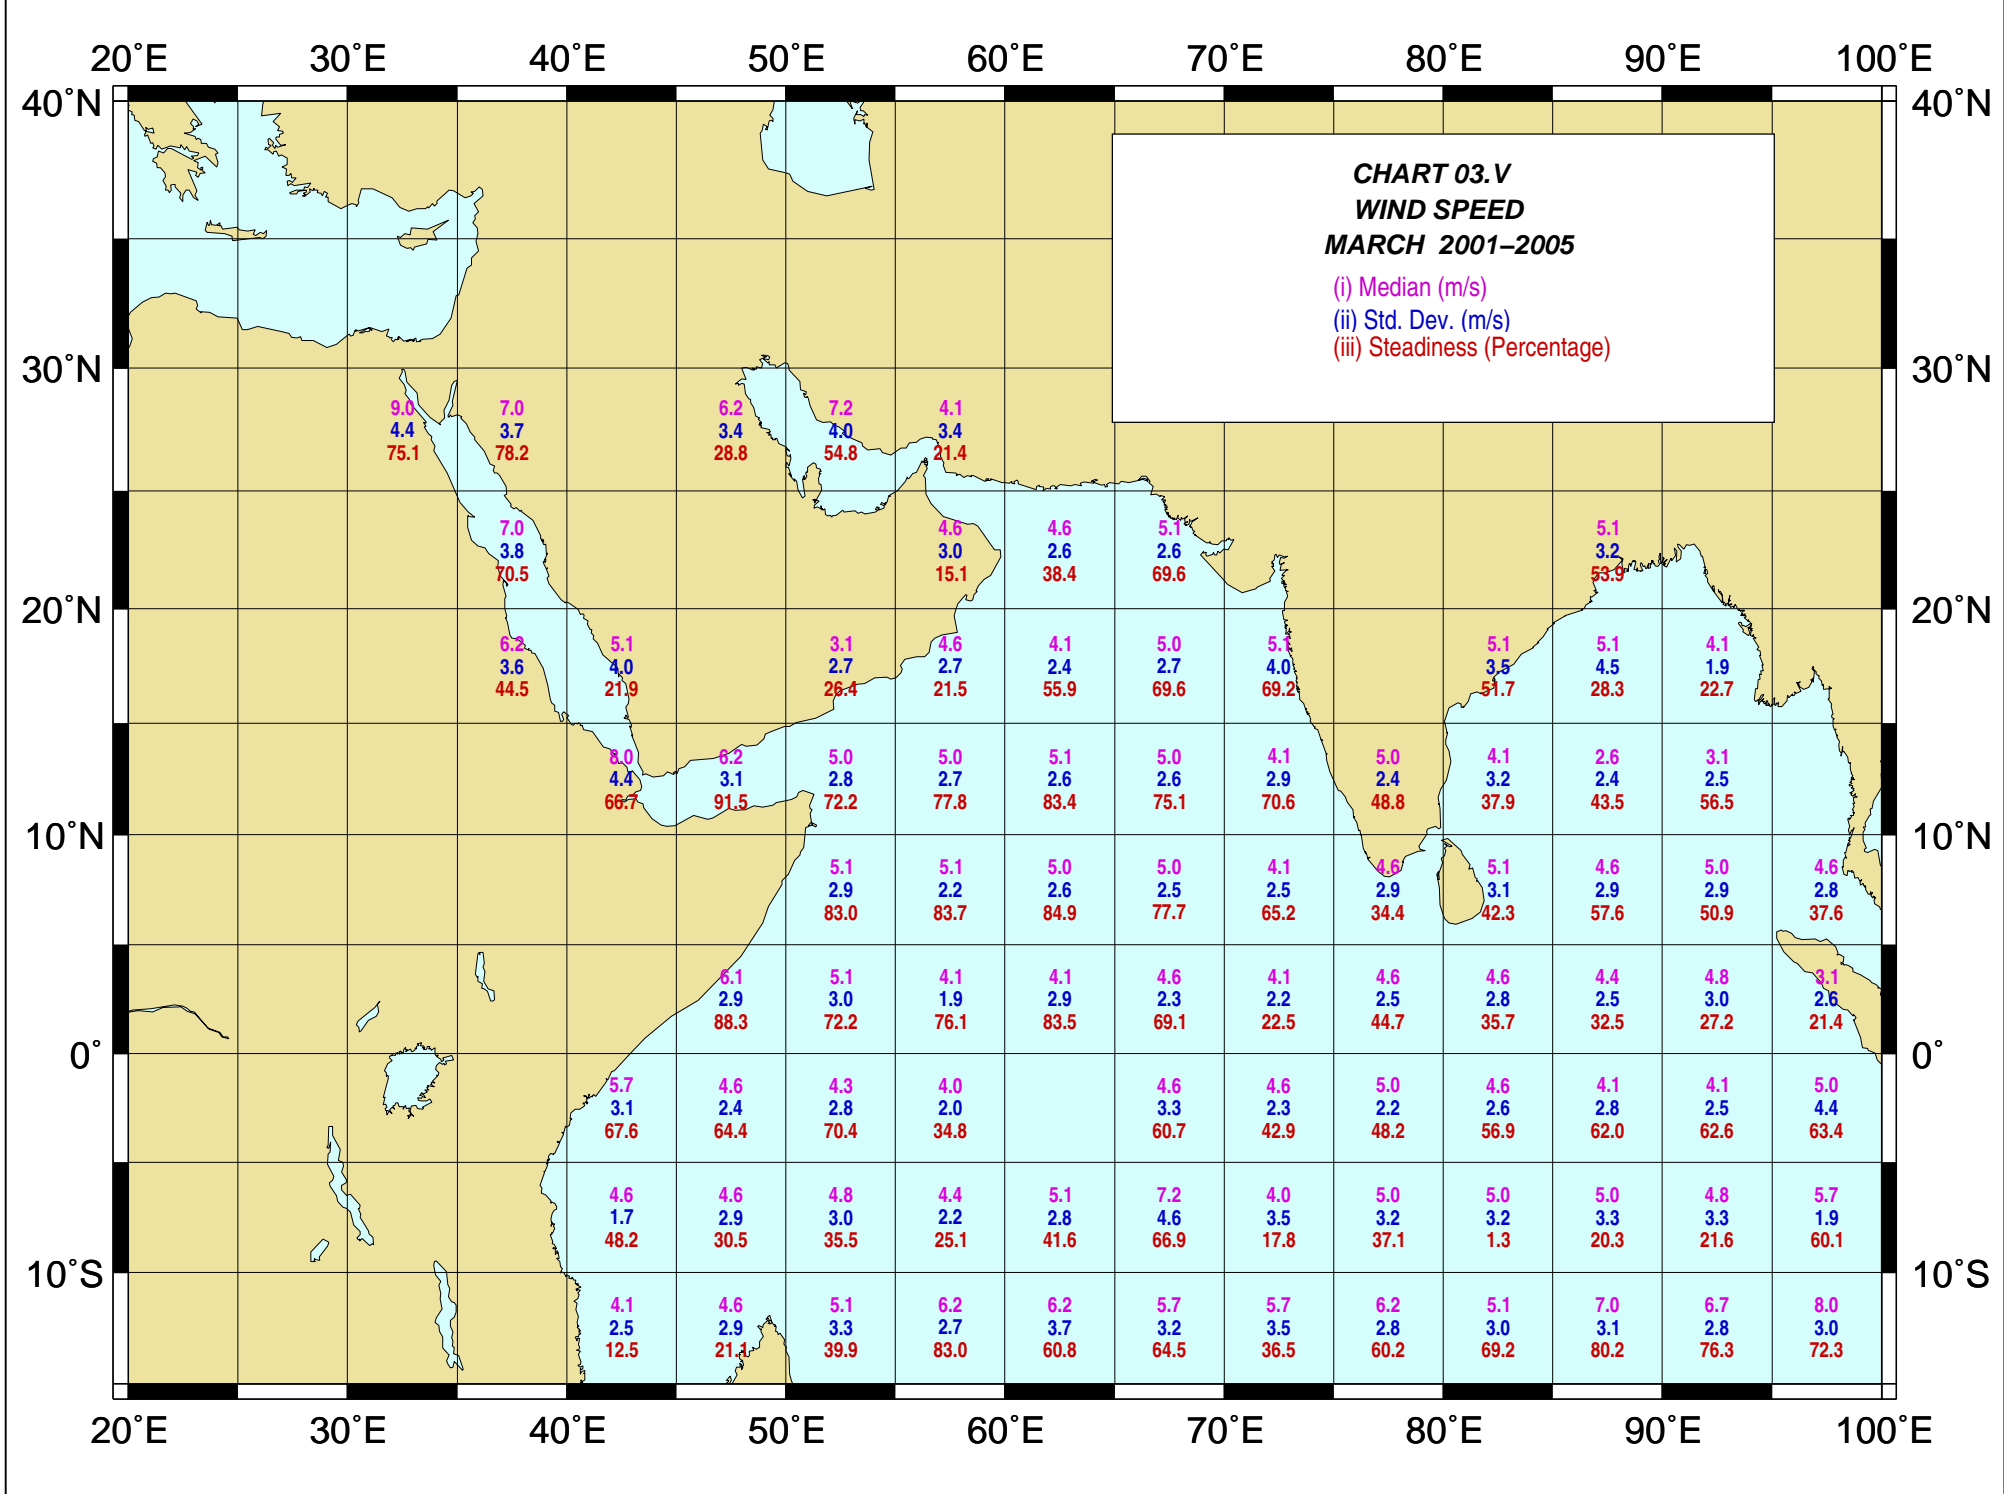 20°E 30°E 40°E 50°E 60°E 70°E 80°E 90°E 100°E
40°N 40°N
CHART 03.V
WIND SPEED
MARCH 2001–2005
(i) Median (m/s)
(ii) Std. Dev. (m/s)
(iii) Steadiness (Percentage)
30°N 30°N
9.0 7.0 6.2 7.2 4.1
4.4 3.7 3.4 4.0 3.4
75.1 78.2 28.8 54.8 21.4
7.0 4.6 4.6 5.1 5.1
3.8 3.0 2.6 2.6 3.2
70.5 15.1 38.4 69.6 53.9
20°N 20°N
6.2 5.1 3.1 4.6 4.1 5.0 5.1 5.1 5.1 4.1
3.6 4.0 2.7 2.7 2.4 2.7 4.0 3.5 4.5 1.9
44.5 21.9 26.4 21.5 55.9 69.6 69.2 51.7 28.3 22.7
8.0 6.2 5.0 5.0 5.1 5.0 4.1 5.0 4.1 2.6 3.1
4.4 3.1 2.8 2.7 2.6 2.6 2.9 2.4 3.2 2.4 2.5
66.7 91.5 72.2 77.8 83.4 75.1 70.6 48.8 37.9 43.5 56.5
10°N 10°N
5.1 5.1 5.0 5.0 4.1 4.6 5.1 4.6 5.0 4.6
2.9 2.2 2.6 2.5 2.5 2.9 3.1 2.9 2.9 2.8
83.0 83.7 84.9 77.7 65.2 34.4 42.3 57.6 50.9 37.6
6.1 5.1 4.1 4.1 4.6 4.1 4.6 4.6 4.4 4.8 3.1
2.9 3.0 1.9 2.9 2.3 2.2 2.5 2.8 2.5 3.0 2.6
88.3 72.2 76.1 83.5 69.1 22.5 44.7 35.7 32.5 27.2 21.4
0° 0°
5.7 4.6 4.3 4.0 4.6 4.6 5.0 4.6 4.1 4.1 5.0
3.1 2.4 2.8 2.0 3.3 2.3 2.2 2.6 2.8 2.5 4.4
67.6 64.4 70.4 34.8 60.7 42.9 48.2 56.9 62.0 62.6 63.4
4.6 4.6 4.8 4.4 5.1 7.2 4.0 5.0 5.0 5.0 4.8 5.7
1.7 2.9 3.0 2.2 2.8 4.6 3.5 3.2 3.2 3.3 3.3 1.9
48.2 30.5 35.5 25.1 41.6 66.9 17.8 37.1 1.3 20.3 21.6 60.1
10°S 10°S
4.1 4.6 5.1 6.2 6.2 5.7 5.7 6.2 5.1 7.0 6.7 8.0
2.5 2.9 3.3 2.7 3.7 3.2 3.5 2.8 3.0 3.1 2.8 3.0
12.5 21.1 39.9 83.0 60.8 64.5 36.5 60.2 69.2 80.2 76.3 72.3
20°E 30°E 40°E 50°E 60°E 70°E 80°E 90°E 100°E